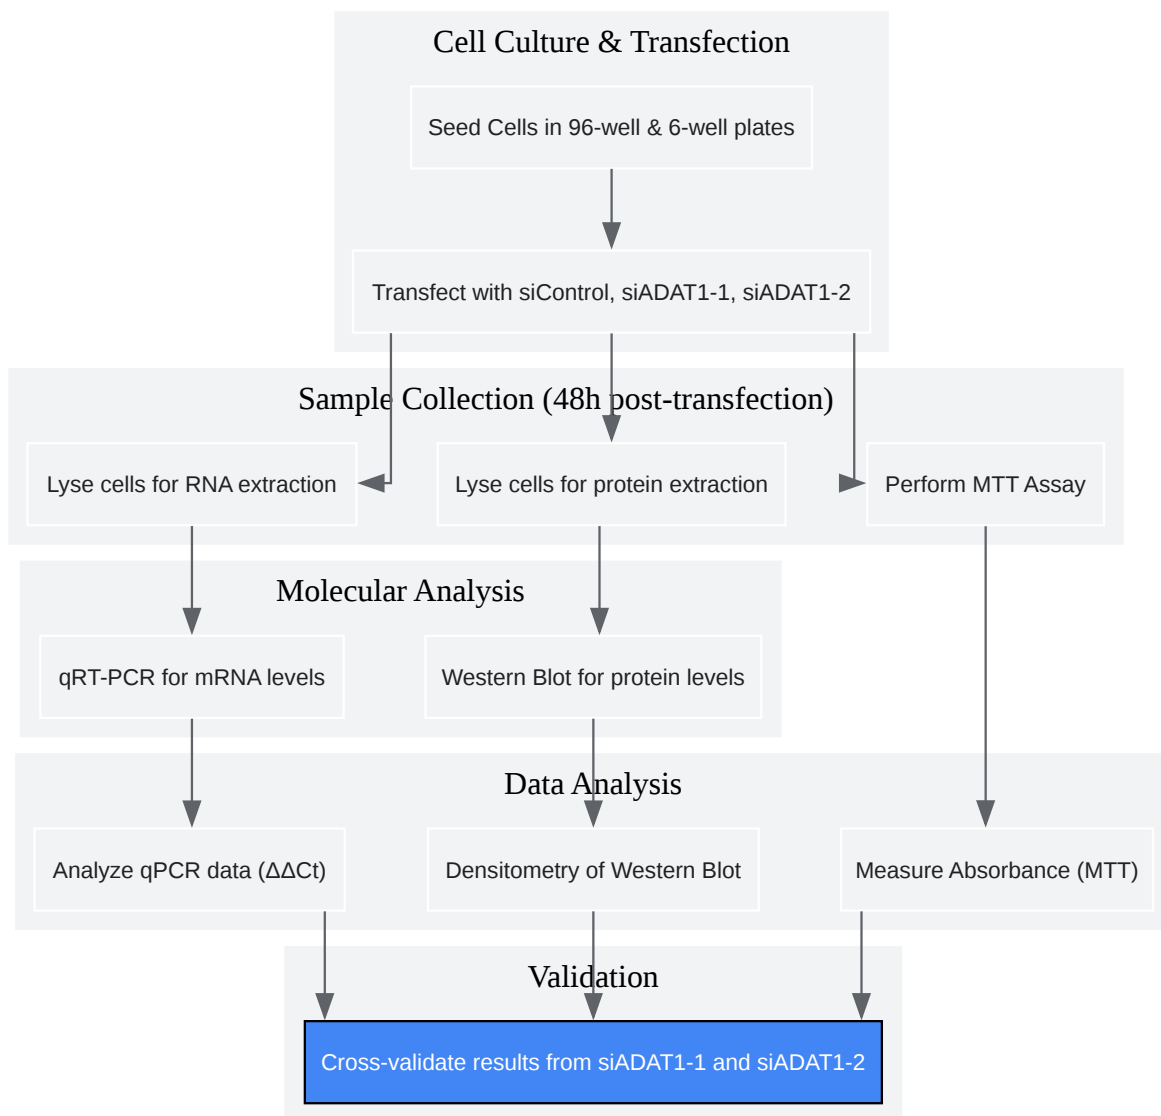 Cell Culture & Transfection
Seed Cells in 96-well & 6-well plates
Transfect with siControl, siADAT1-1, siADAT1-2
Sample Collection (48h post-transfection)
Lyse cells for RNA extraction
Lyse cells for protein extraction
Perform MTT Assay
Molecular Analysis
qRT-PCR for mRNA levels
Western Blot for protein levels
Data Analysis
Analyze qPCR data (ΔΔCt)
Densitometry of Western Blot
Measure Absorbance (MTT)
Validation
Cross-validate results from siADAT1-1 and siADAT1-2